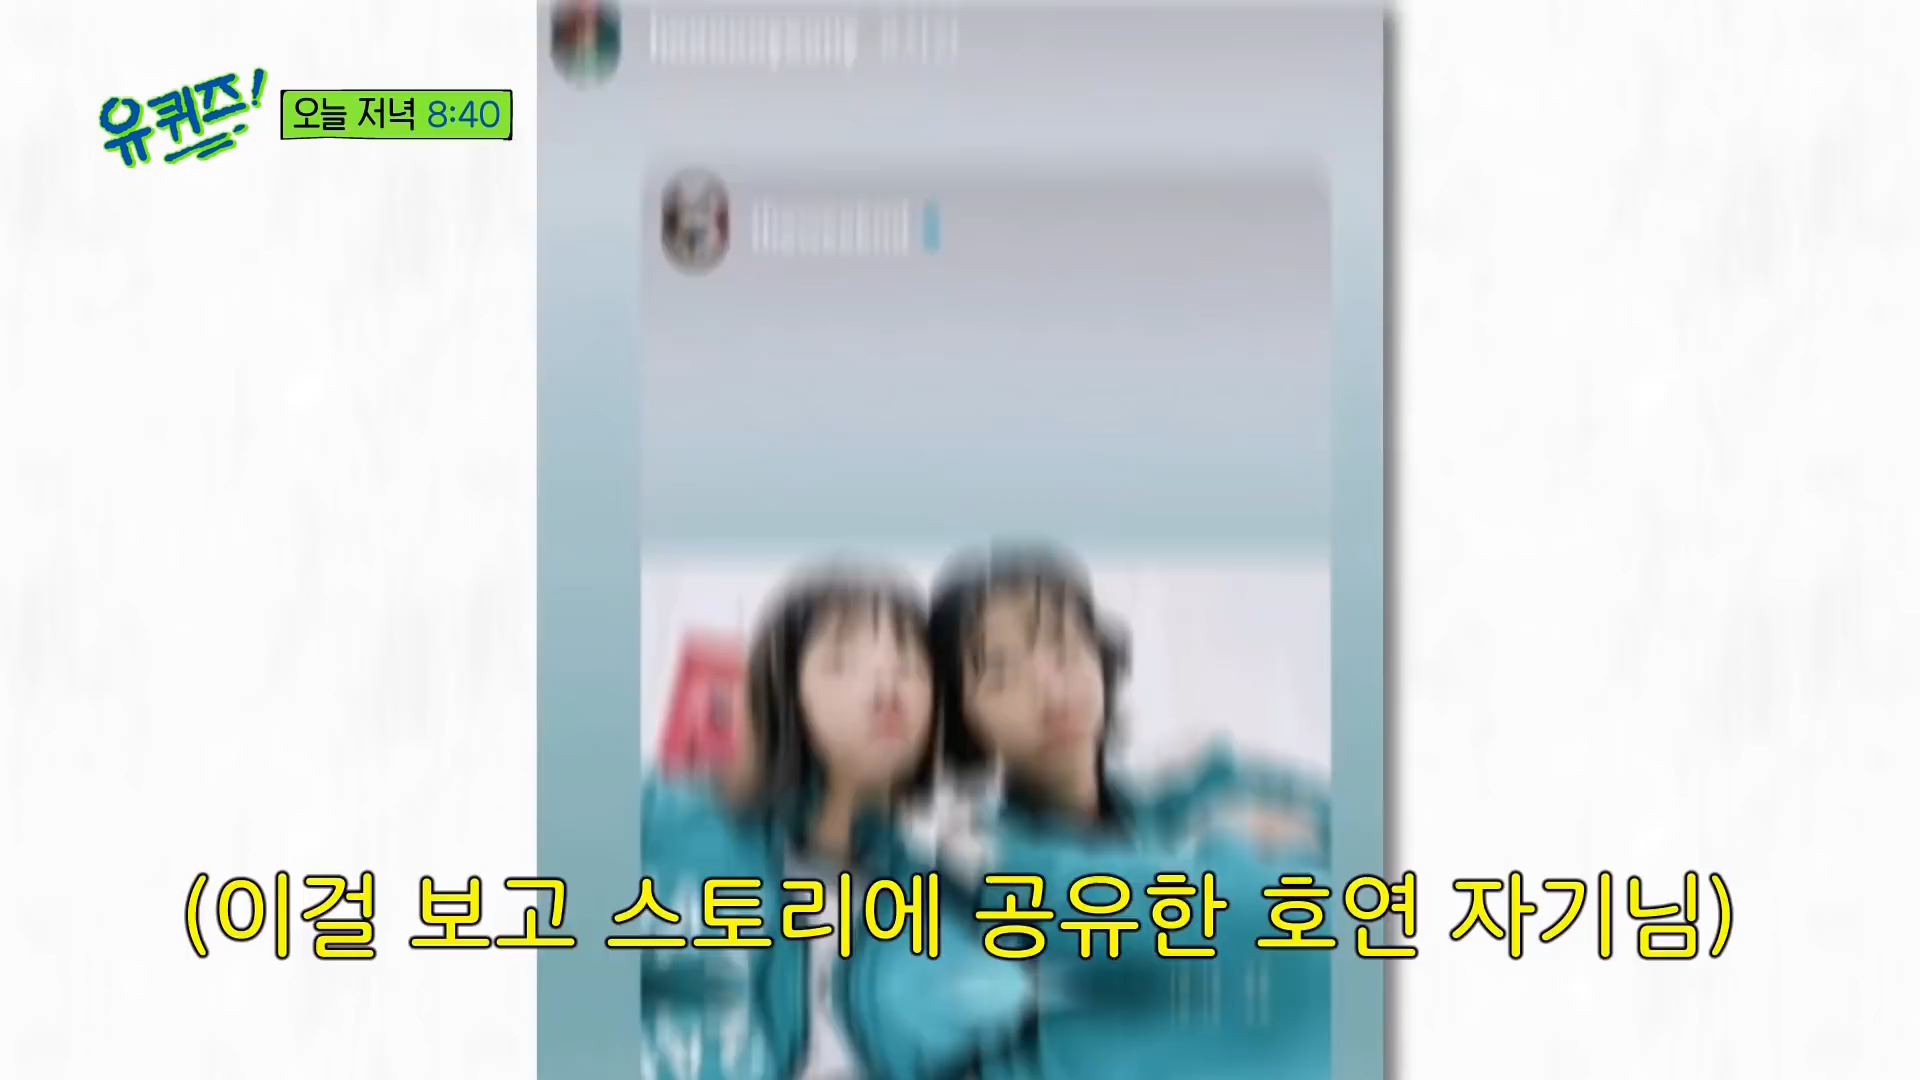 유퀴즈!
오늘 저녁 8:40
(이걸 보고 스토리에 공유한 호연 자기님)